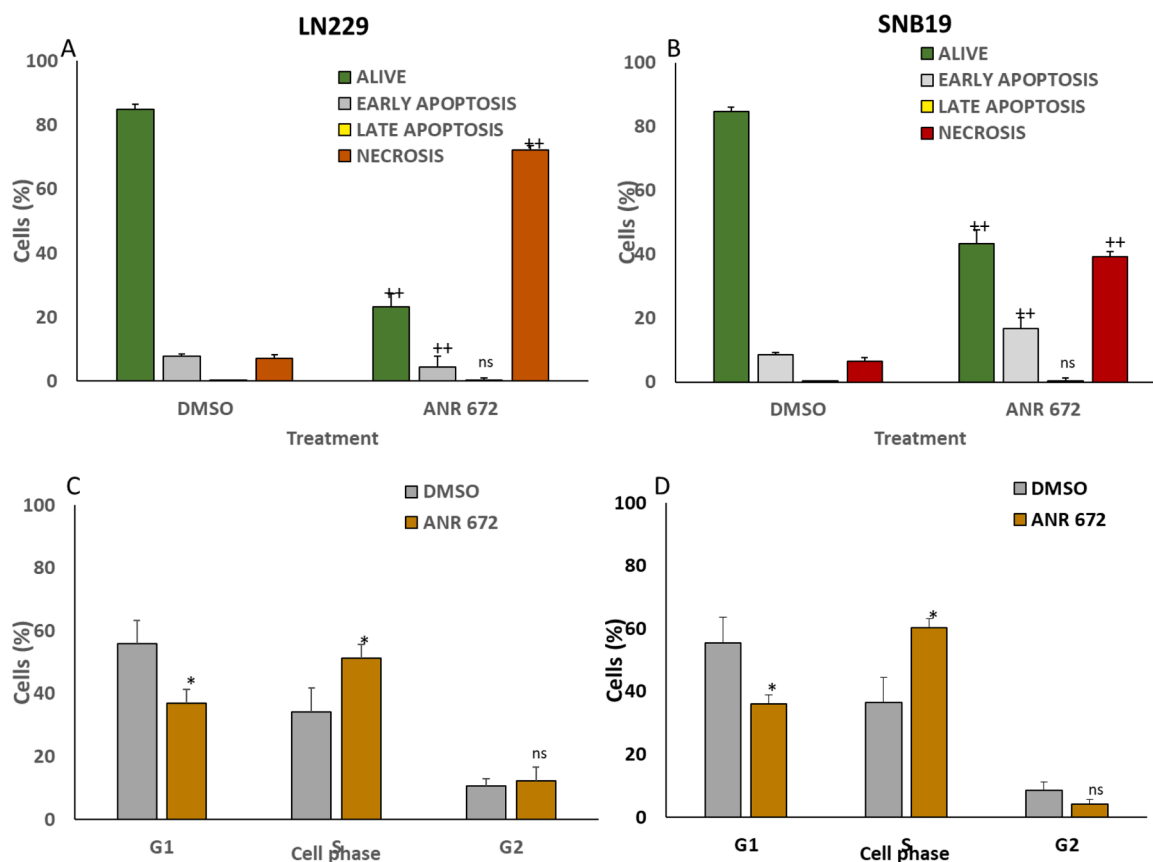 LN229
A
100
80
60
40
20
0
Cells (%)
ALIVE
EARLY APOPTOSIS
LATE APOPTOSIS
NECROSIS
++
++
ns
++
DMSO
ANR 672
Treatment
SNB19
B
100
80
60
40
20
0
Cells (%)
ALIVE
EARLY APOPTOSIS
LATE APOPTOSIS
NECROSIS
++
++
ns
++
DMSO
ANR 672
Treatment
C
100
80
60
40
20
0
Cells (%)
DMSO
ANR 672
*
*
ns
G1
S
G2
Cell phase
D
100
80
60
40
20
0
Cells (%)
DMSO
ANR 672
*
*
ns
G1
S
G2
Cell phase